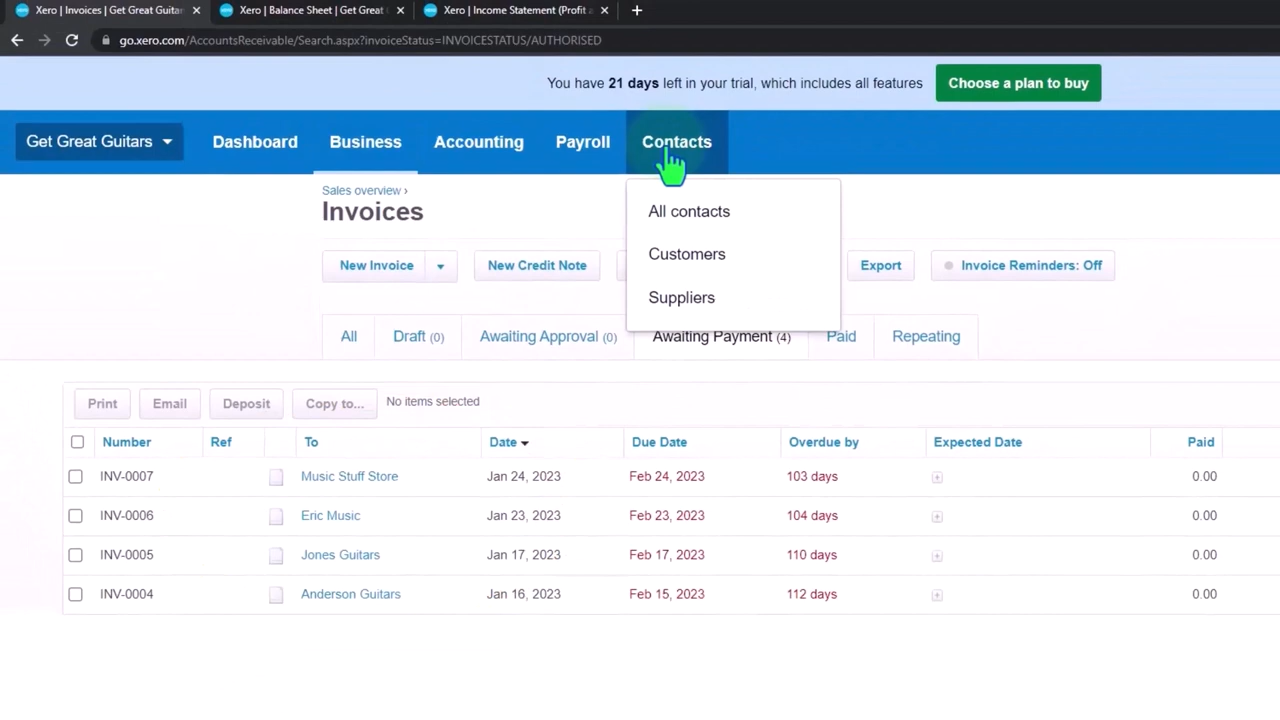 Xero | Invoices | Get Great Guitar
Xero | Balance Sheet | Get Great
Xero | Income Statement (Profit a
go.xero.com/AccountsReceivable/Search.aspx?invoiceStatus=INVOICESTATUS/AUTHORISED
You have 21 days left in your trial, which includes all features
Choose a plan to buy
Get Great Guitars
Dashboard
Business
Accounting
Payroll
Contacts
All contacts
Customers
Suppliers
Sales overview ›
Invoices
New Invoice
New Credit Note
Export
Invoice Reminders: Off
All
Draft (0)
Awaiting Approval (0)
Awaiting Payment (4)
Paid
Repeating
Print
Email
Deposit
Copy to...
No items selected
Number Ref To Date Due Date Overdue by Expected Date Paid
INV-0007 Music Stuff Store Jan 24, 2023 Feb 24, 2023 103 days 0.00
INV-0006 Eric Music Jan 23, 2023 Feb 23, 2023 104 days 0.00
INV-0005 Jones Guitars Jan 17, 2023 Feb 17, 2023 110 days 0.00
INV-0004 Anderson Guitars Jan 16, 2023 Feb 15, 2023 112 days 0.00